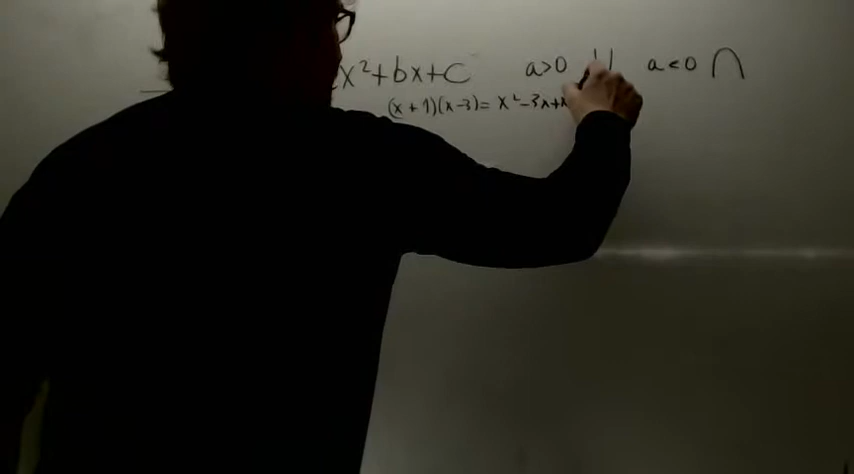 x²+bx+c a>0 a<0 ∩
(x+1)(x-3)= x²-3x+x